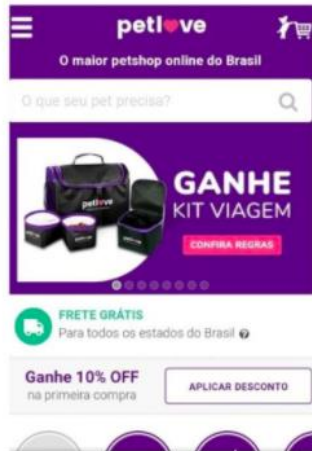 petlove
O maior petshop online do Brasil
O que seu pet precisa?
petlove
GANHE
KIT VIAGEM
CONFIRA REGRAS
FRETE GRÁTIS
Para todos os estados do Brasil
Ganhe 10% OFF
na primeira compra
APLICAR DESCONTO